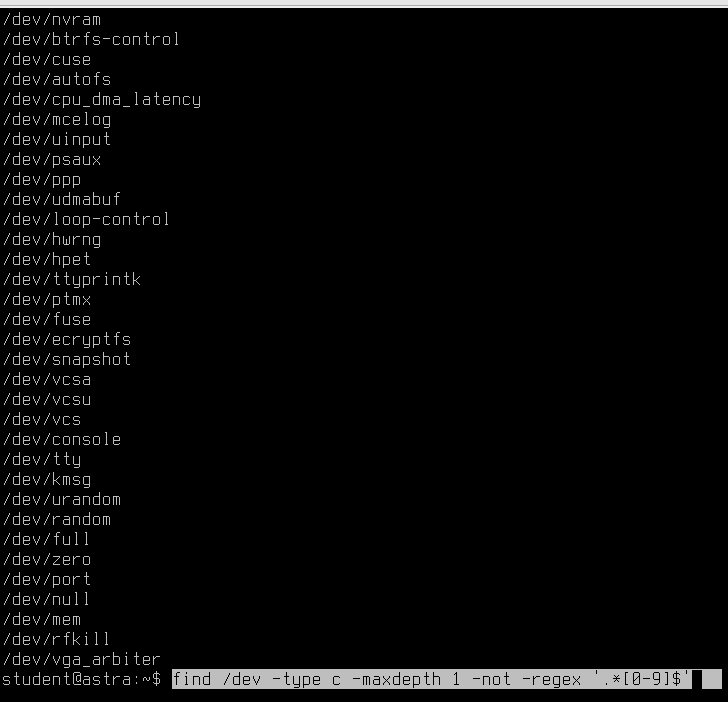 /dev/nvram
/dev/btrfs-control
/dev/cuse
/dev/autofs
/dev/cpu_dma_latency
/dev/mcelog
/dev/uinput
/dev/psaux
/dev/ppp
/dev/udmabuf
/dev/loop-control
/dev/hwrng
/dev/hpet
/dev/ttyprintk
/dev/ptmx
/dev/fuse
/dev/ecryptfs
/dev/snapshot
/dev/vcsa
/dev/vcsu
/dev/vcs
/dev/console
/dev/tty
/dev/kmsg
/dev/urandom
/dev/random
/dev/full
/dev/zero
/dev/port
/dev/null
/dev/mem
/dev/rfkill
/dev/vga_arbiter
student@astra:~$ find /dev -type c -maxdepth 1 -not -regex '.*[0-9]$'